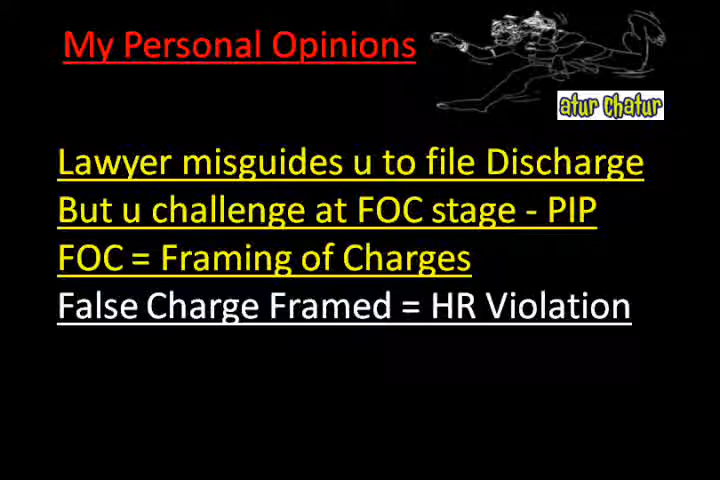 My Personal Opinions
atur chatur
Lawyer misguides u to file Discharge
But u challenge at FOC stage - PIP
FOC = Framing of Charges
False Charge Framed = HR Violation